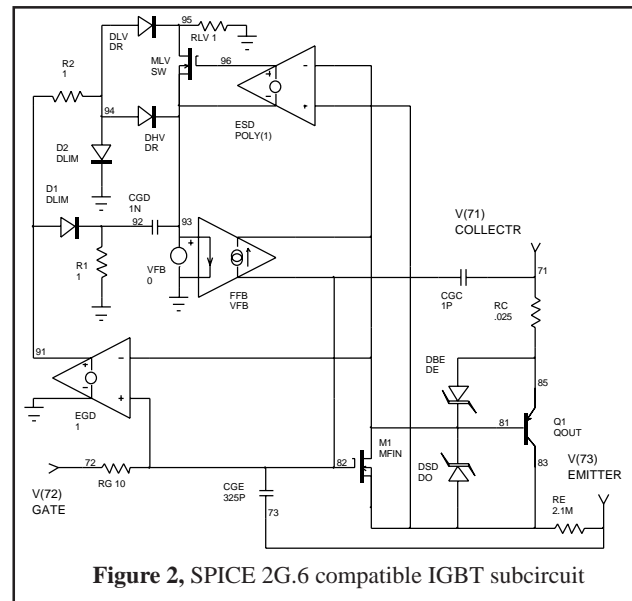 DLV
DR
95
RLV 1
MLV
SW
96
R2
1
ESD
POLY(1)
94
DHV
DR
D2
DLIM
D1
DLIM
CGD
1N
92
93
R1
1
VFB
0
FFB
VFB
V(71)
COLLECTR
71
CGC
1P
RC
.025
91
EGD
1
DBE
DE
85
81
Q1
QOUT
83
M1
MFIN
82
DSD
DO
V(73)
EMITTER
72
RG 10
V(72)
GATE
CGE
325P
73
RE
2.1M
+
-
+
-
+
+
-
-
+
-
+
Figure 2, SPICE 2G.6 compatible IGBT subcircuit